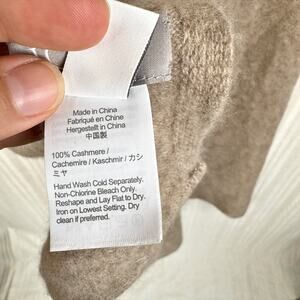 Made in China
Fabriqué en Chine
Hergestellt in China
中国製
100% Cashmere /
Cachemire / Kaschmir / カシ
ミヤ
Hand Wash Cold Separately.
Non-Chlorine Bleach Only.
Reshape and Lay Flat to Dry.
Iron on Lowest Setting. Dry
clean if preferred.